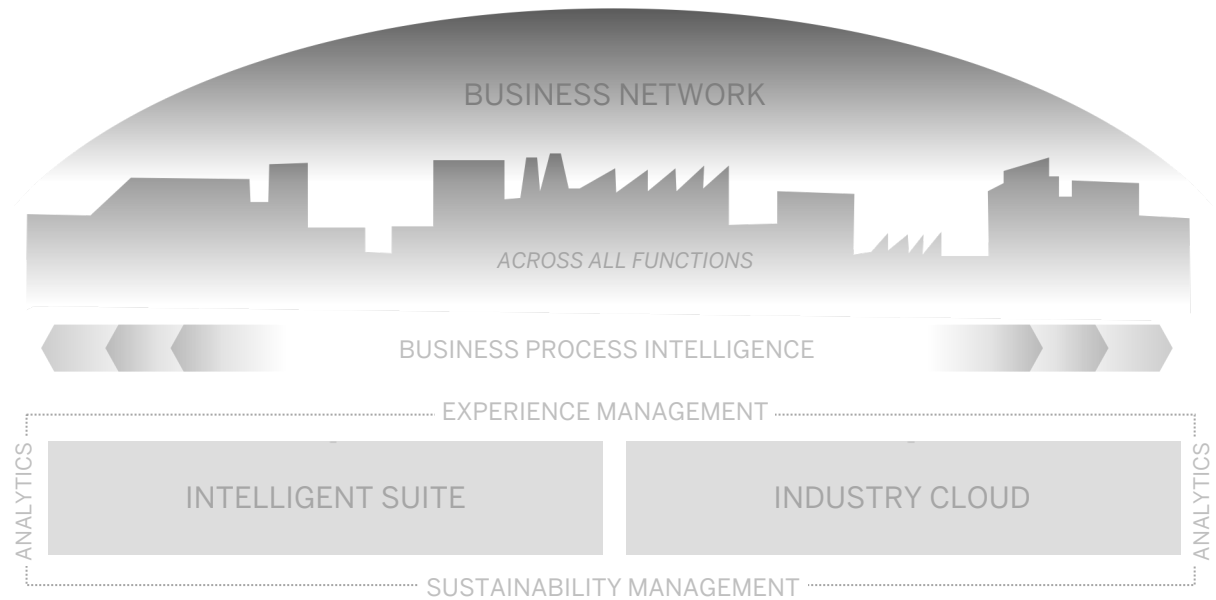 BUSINESS NETWORK
ACROSS ALL FUNCTIONS
BUSINESS PROCESS INTELLIGENCE
EXPERIENCE MANAGEMENT
ANALYTICS
INTELLIGENT SUITE
INDUSTRY CLOUD
ANALYTICS
SUSTAINABILITY MANAGEMENT